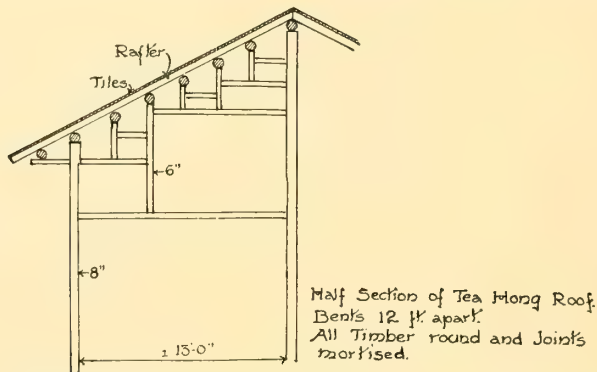 Rafter
Tiles
6"
8"
± 13'-0"
Half Section of Tea Hong Roof.
Bents 12 ft. apart.
All Timber round and Joints
mortised.